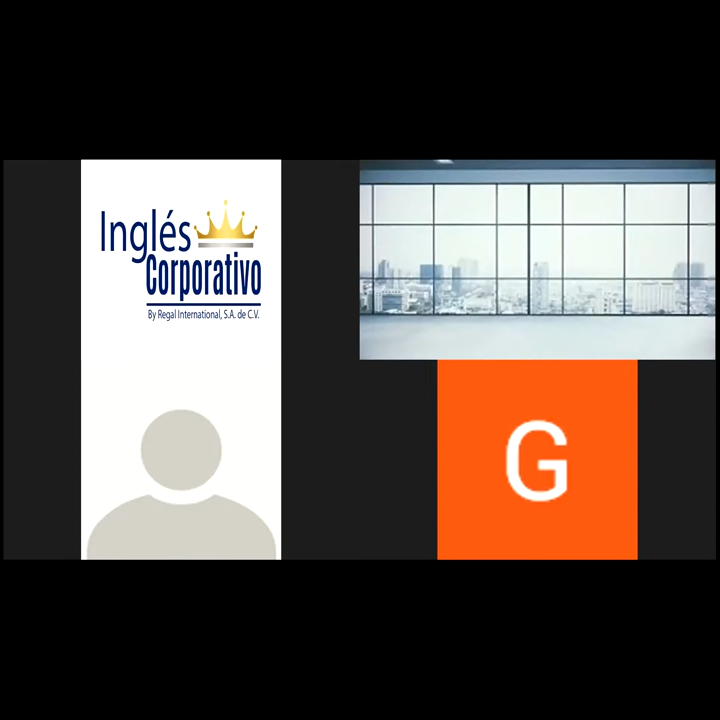 Inglés
Corporativo
By Regal International, S.A. de C.V.
G